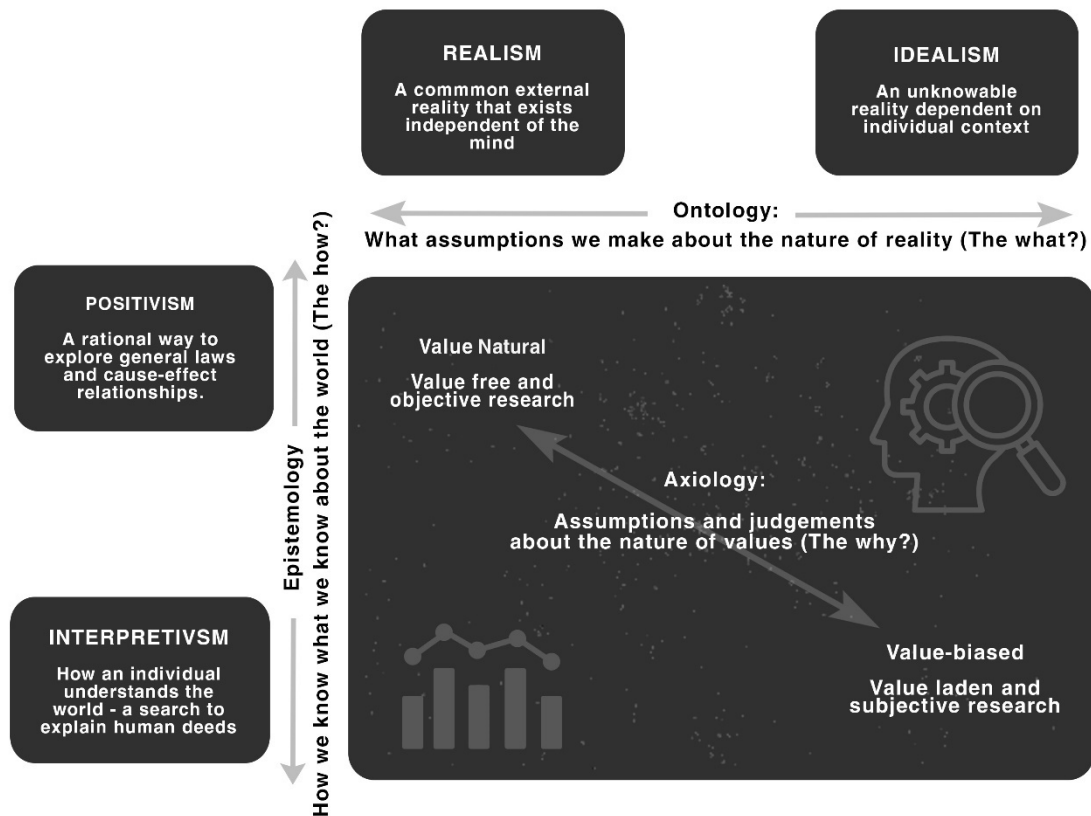 REALISM
A commmon external
reality that exists
independent of the
mind
IDEALISM
An unknowable
reality dependent on
individual context
Ontology:
What assumptions we make about the nature of reality (The what?)
POSITIVISM
A rational way to
explore general laws
and cause-effect
relationships.
Epistemology
How we know what we know about the world (The how?)
INTERPRETIVSM
How an individual
understands the
world - a search to
explain human deeds
Value Natural
Value free and
objective research
Axiology:
Assumptions and judgements
about the nature of values (The why?)
Value-biased
Value laden and
subjective research